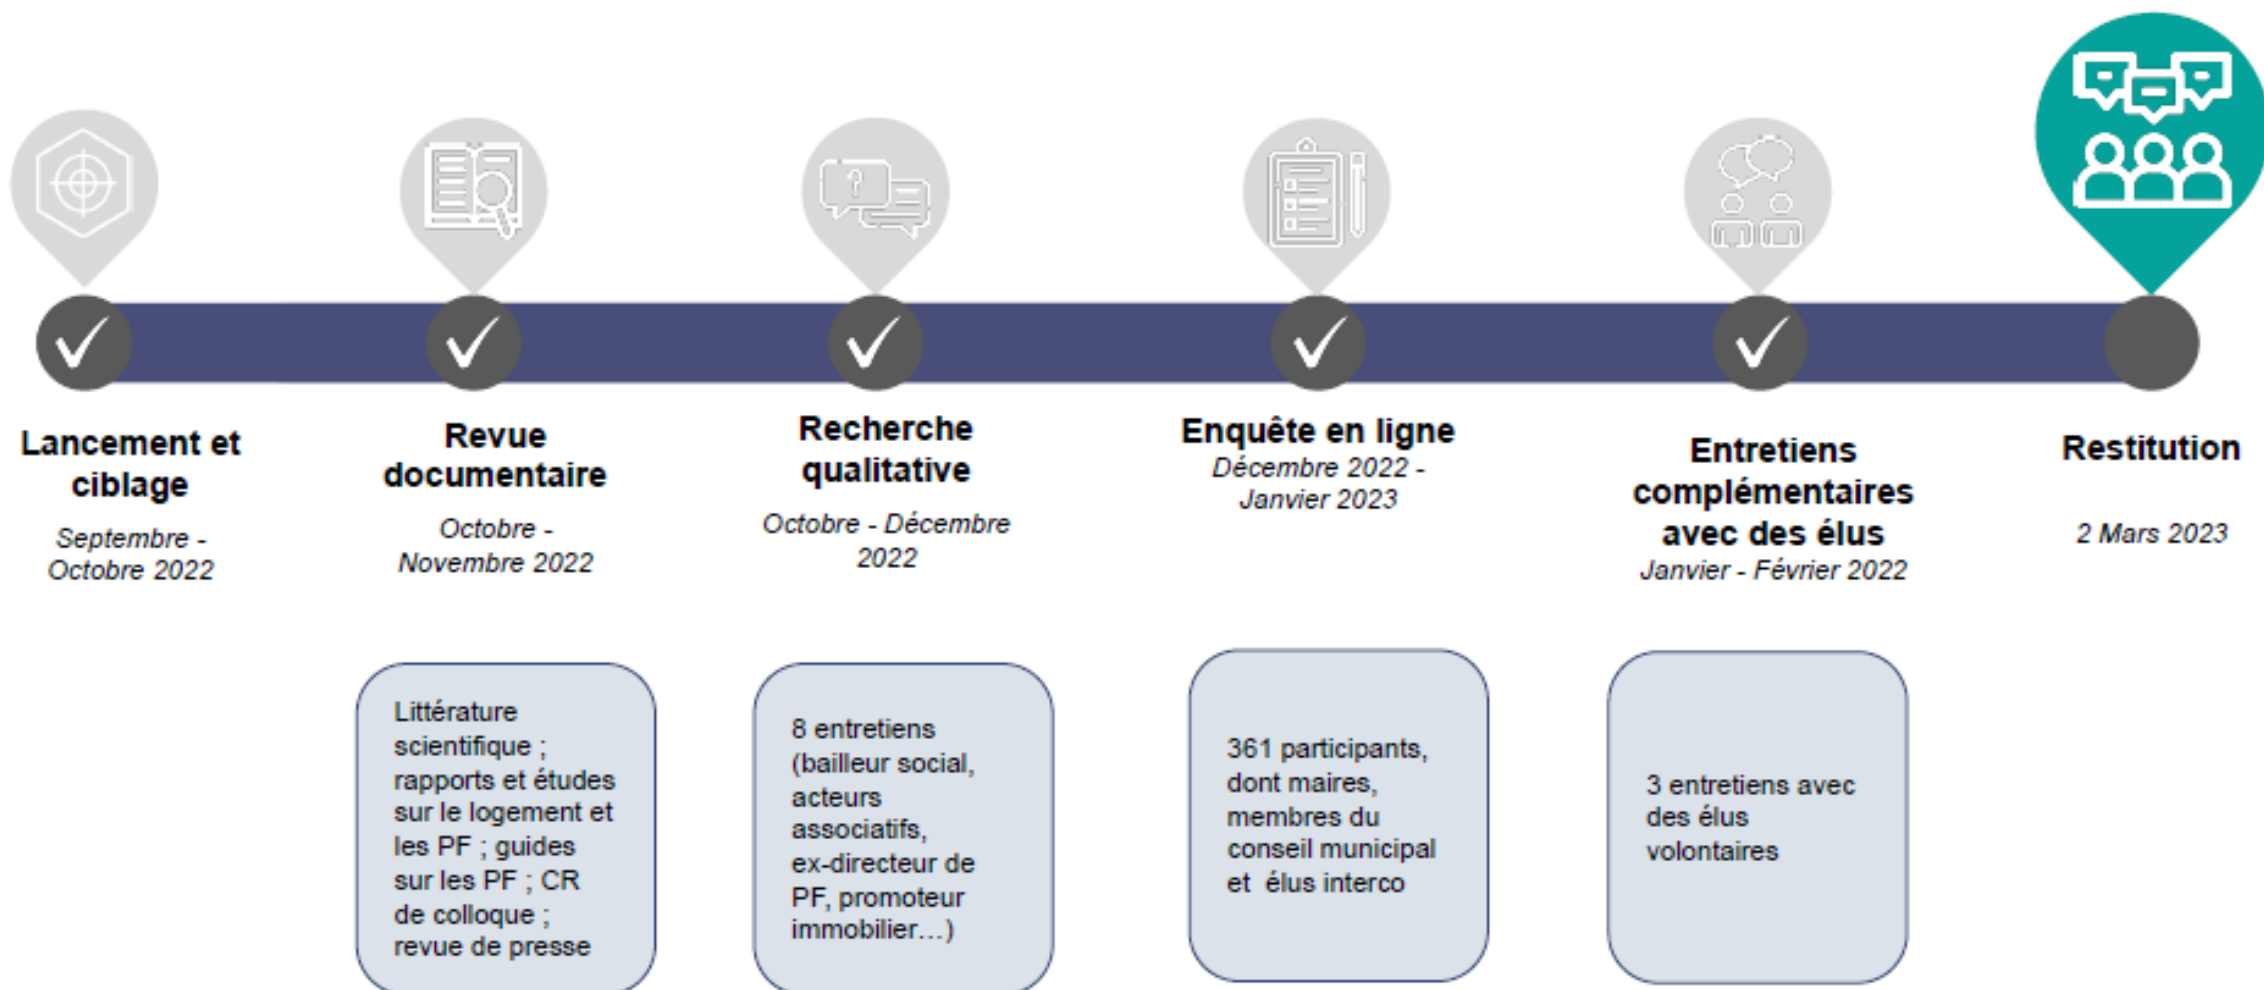 Lancement et
ciblage
Septembre -
Octobre 2022
Revue
documentaire
Octobre -
Novembre 2022
Littérature
scientifique ;
rapports et études
sur le logement et
les PF ; guides
sur les PF ; CR
de colloque ;
revue de presse
Recherche
qualitative
Octobre - Décembre
2022
8 entretiens
(bailleur social,
acteurs
associatifs,
ex-directeur de
PF, promoteur
immobilier…)
Enquête en ligne
Décembre 2022 -
Janvier 2023
361 participants,
dont maires,
membres du
conseil municipal
et élus interco
Entretiens
complémentaires
avec des élus
Janvier - Février 2022
3 entretiens avec
des élus
volontaires
Restitution
2 Mars 2023